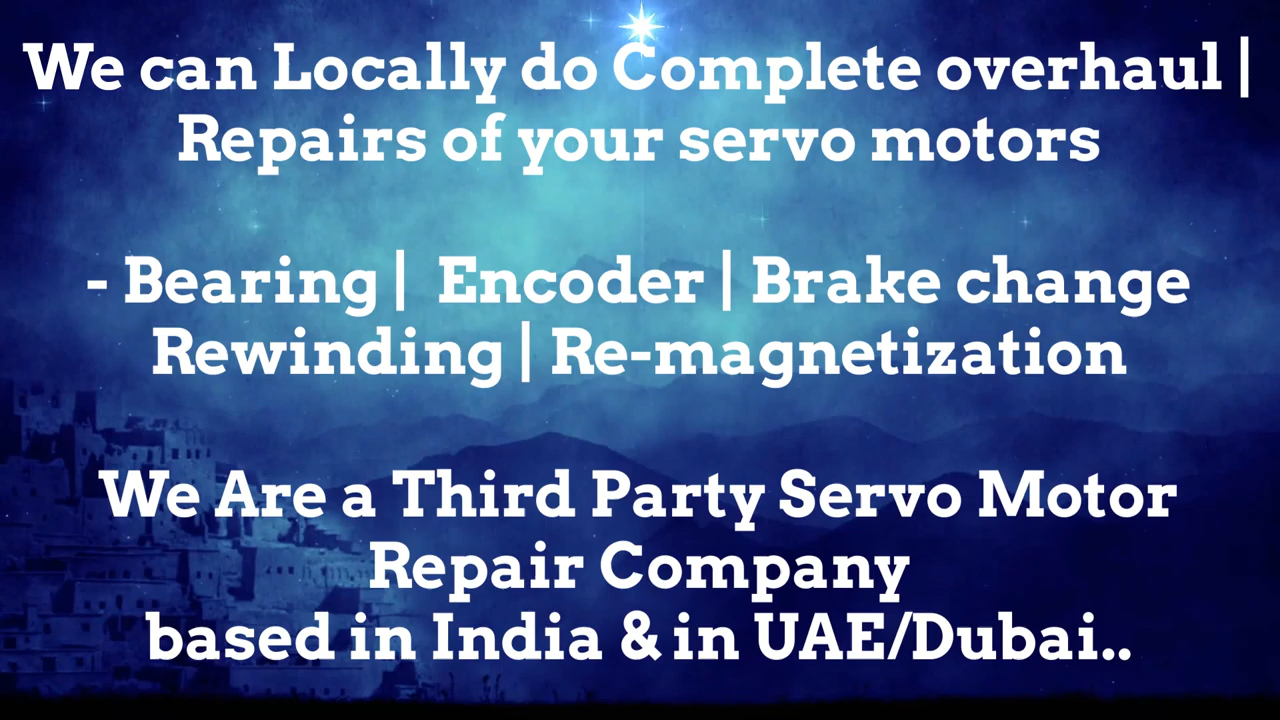 We can Locally do Complete overhaul |
Repairs of your servo motors
- Bearing |  Encoder | Brake change
Rewinding | Re-magnetization
We Are a Third Party Servo Motor
Repair Company
based in India & in UAE/Dubai..